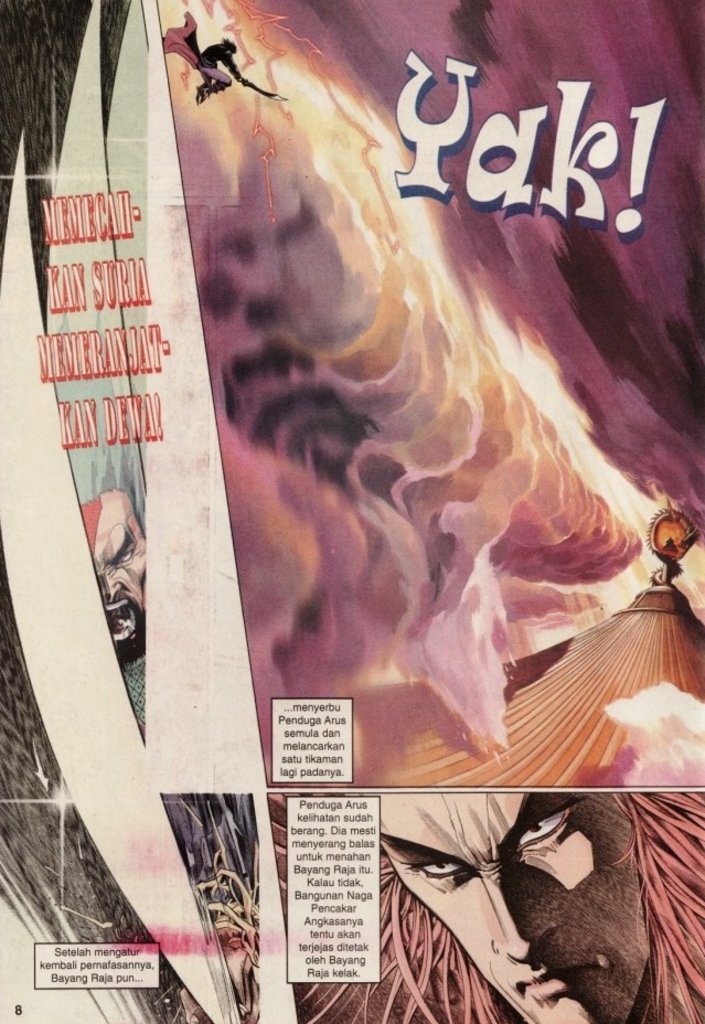 Yak!
MEMECAH-
KAN SURIA
MEMERANJAT-
KAN DEWA!
Setelah mengatur
kembali pernafasannya,
Bayang Raja pun...
...menyerbu
Penduga Arus
semula dan
melancarkan
satu tikaman
lagi padanya.
Penduga Arus
kelihatan sudah
berang. Dia mesti
menyerang balas
untuk menahan
Bayang Raja itu.
Kalau tidak,
Bangunan Naga
Pencakar
Angkasanya
tentu akan
terjejas ditetak
oleh Bayang
Raja kelak.
8